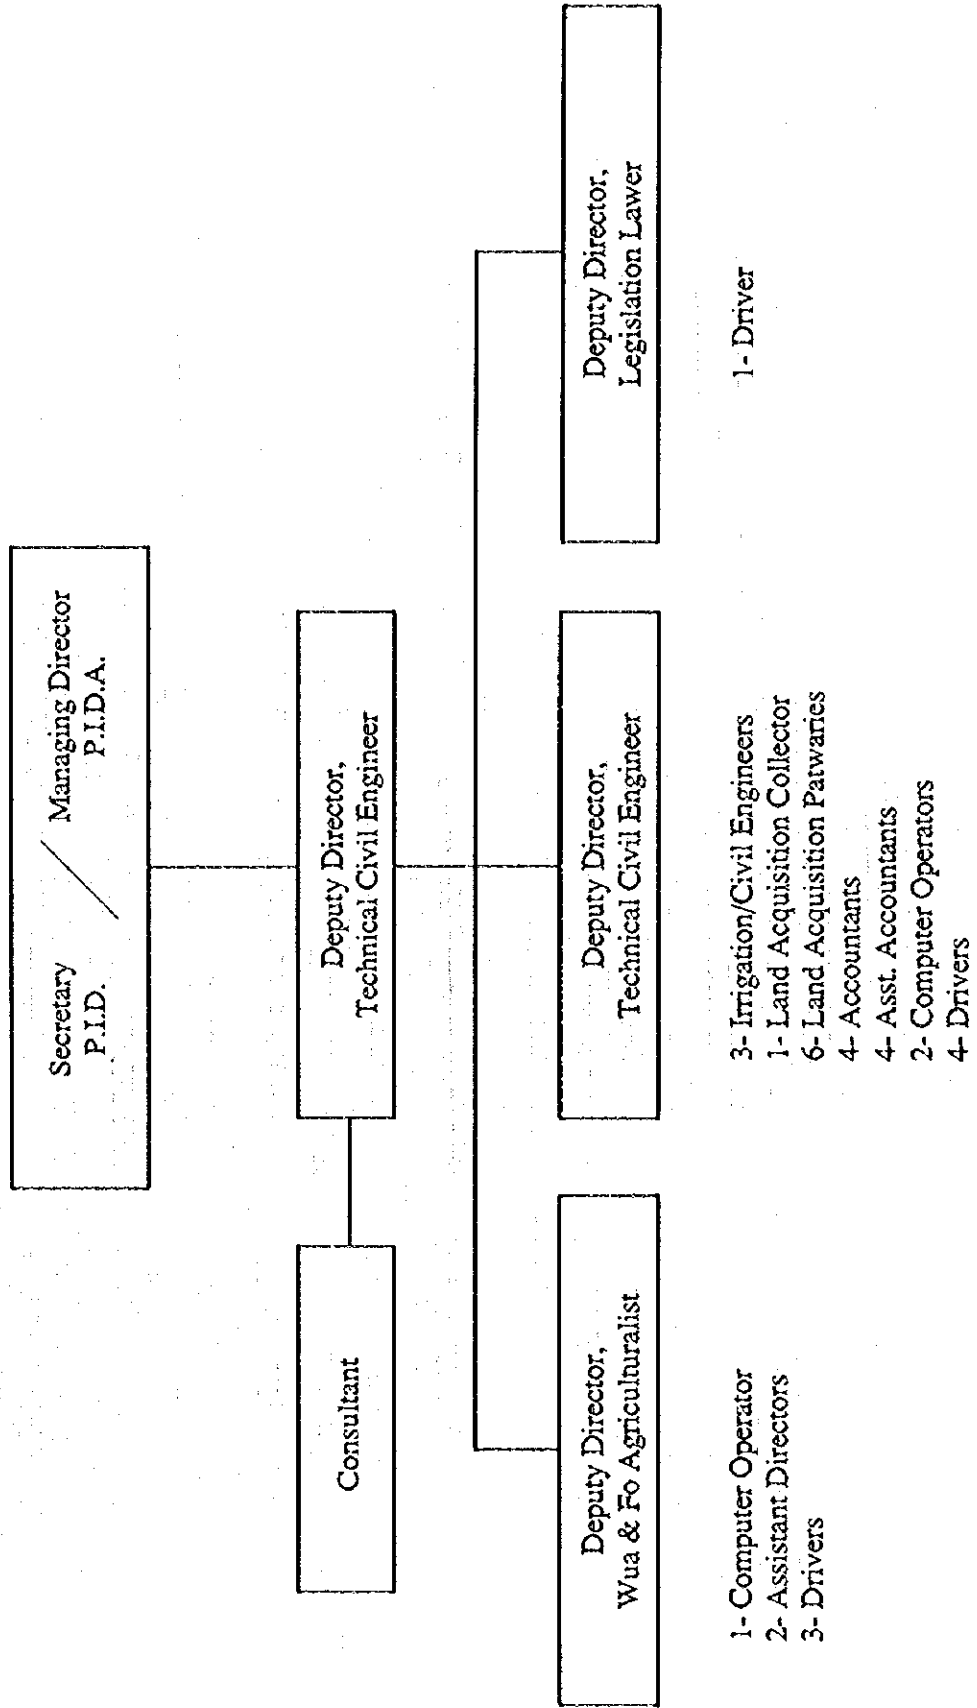 Secretary / Managing Director
P.I.D. P.I.D.A.
Consultant
Deputy Director,
Technical Civil Engineer
Deputy Director,
Wua & Fo Agriculturalist
Deputy Director,
Technical Civil Engineer
Deputy Director,
Legislation Lawer
1- Computer Operator
2- Assistant Directors
3- Drivers
3- Irrigation/Civil Engineers
1- Land Acquisition Collector
6- Land Acquisition Patwaries
4- Accountants
4- Asst. Accountants
2- Computer Operators
4- Drivers
1- Driver